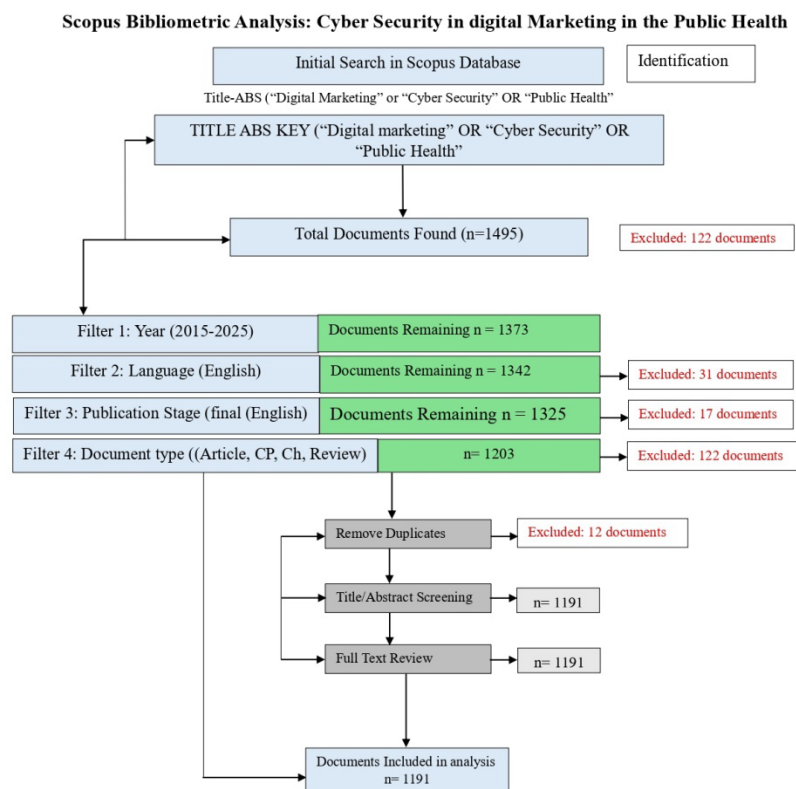 Scopus Bibliometric Analysis: Cyber Security in digital Marketing in the Public Health
Initial Search in Scopus Database
Identification
Title-ABS (“Digital Marketing” or “Cyber Security” OR “Public Health”
TITLE ABS KEY (“Digital marketing” OR “Cyber Security” OR
“Public Health”
Total Documents Found (n=1495)
Excluded: 122 documents
Filter 1: Year (2015-2025)
Documents Remaining n = 1373
Filter 2: Language (English)
Documents Remaining n = 1342
Excluded: 31 documents
Filter 3: Publication Stage (final (English)
Documents Remaining n = 1325
Excluded: 17 documents
Filter 4: Document type ((Article, CP, Ch, Review)
n= 1203
Excluded: 122 documents
Remove Duplicates
Excluded: 12 documents
Title/Abstract Screening
n= 1191
Full Text Review
n= 1191
Documents Included in analysis
n= 1191